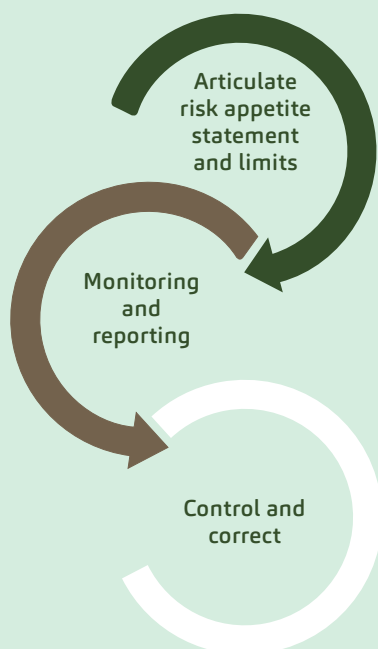 Articulate
risk appetite
statement
and limits
Monitoring
and
reporting
Control and
correct